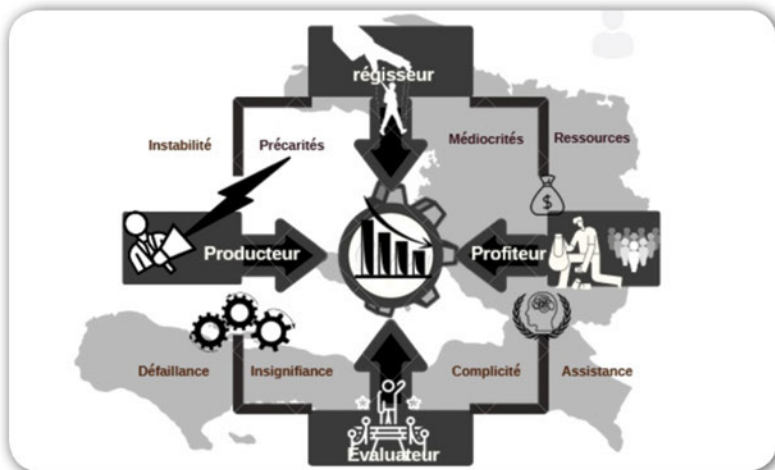 régisseur
Instabilité
Précarités
Médiocrités
Ressources
$
Producteur
Profiteur
Défaillance
Insignifiance
Complicité
Assistance
Évaluateur